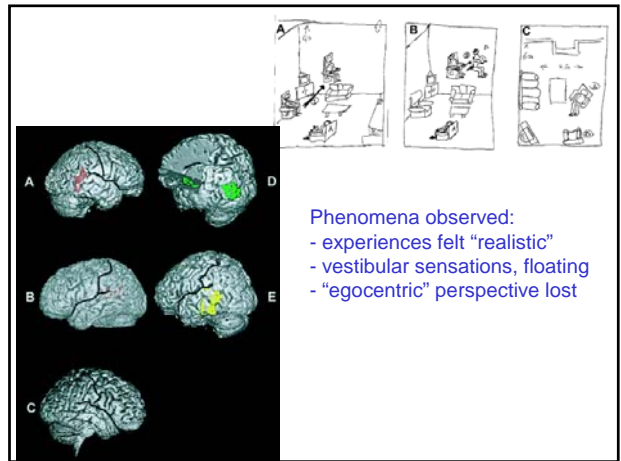 A
B
C
A
D
Phenomena observed:
- experiences felt “realistic”
- vestibular sensations, floating
- “egocentric” perspective lost
B
E
C